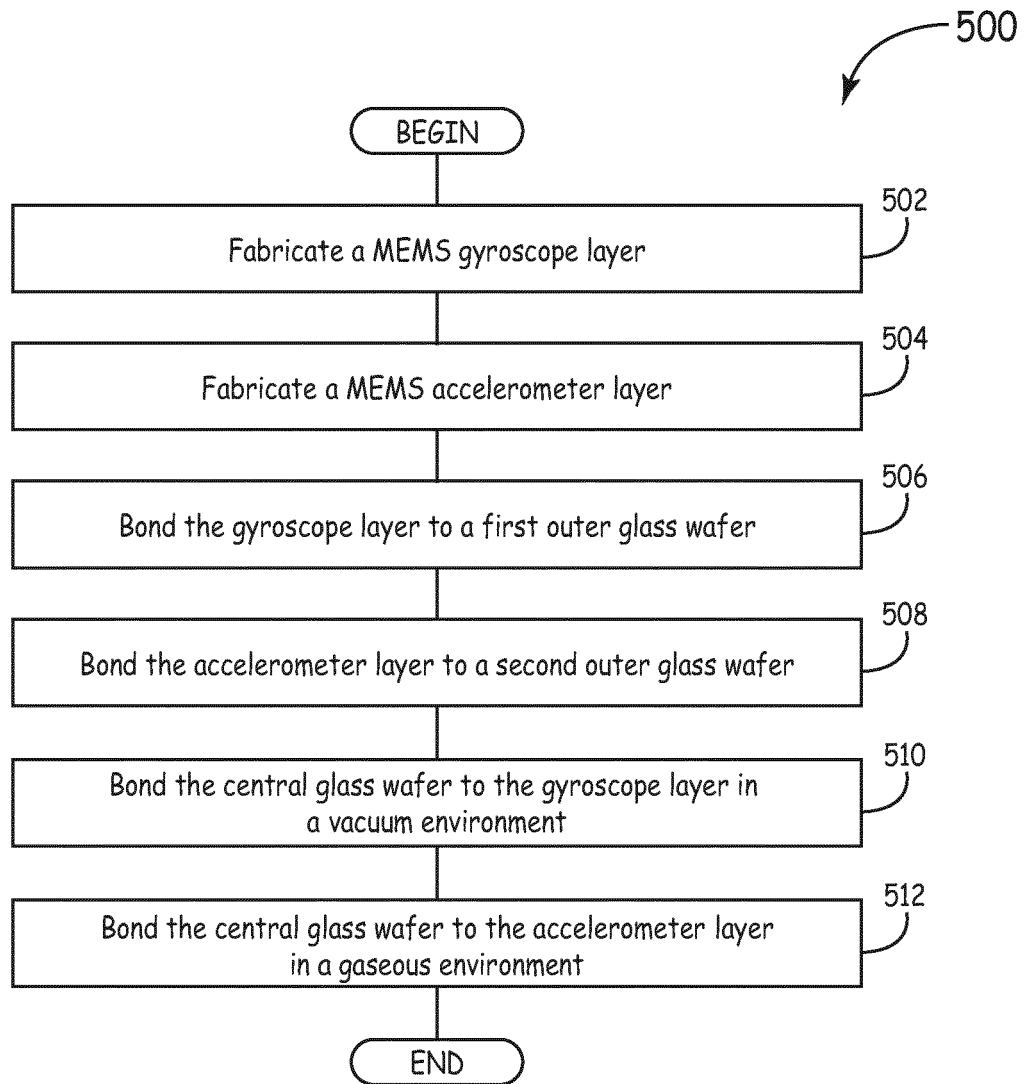 500
BEGIN
502
Fabricate a MEMS gyroscope layer
504
Fabricate a MEMS accelerometer layer
506
Bond the gyroscope layer to a first outer glass wafer
508
Bond the accelerometer layer to a second outer glass wafer
510
Bond the central glass wafer to the gyroscope layer in
a vacuum environment
512
Bond the central glass wafer to the accelerometer layer
in a gaseous environment
END